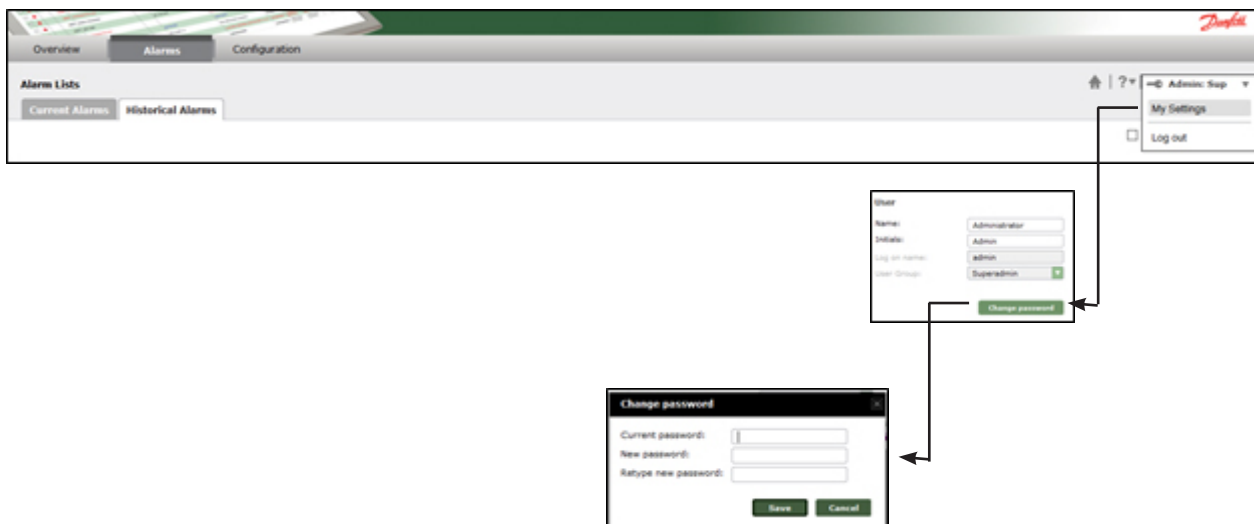 Danfoss
Overview Alarms Configuration
Alarm Lists
? Admin: Sup
Current Alarms Historical Alarms
My Settings
Log out
User
Name: Administrator
Initials: Admin
Log on name: admin
User Group: Superadmin
Change password
Change password
Current password:
New password:
Retype new password:
Save Cancel